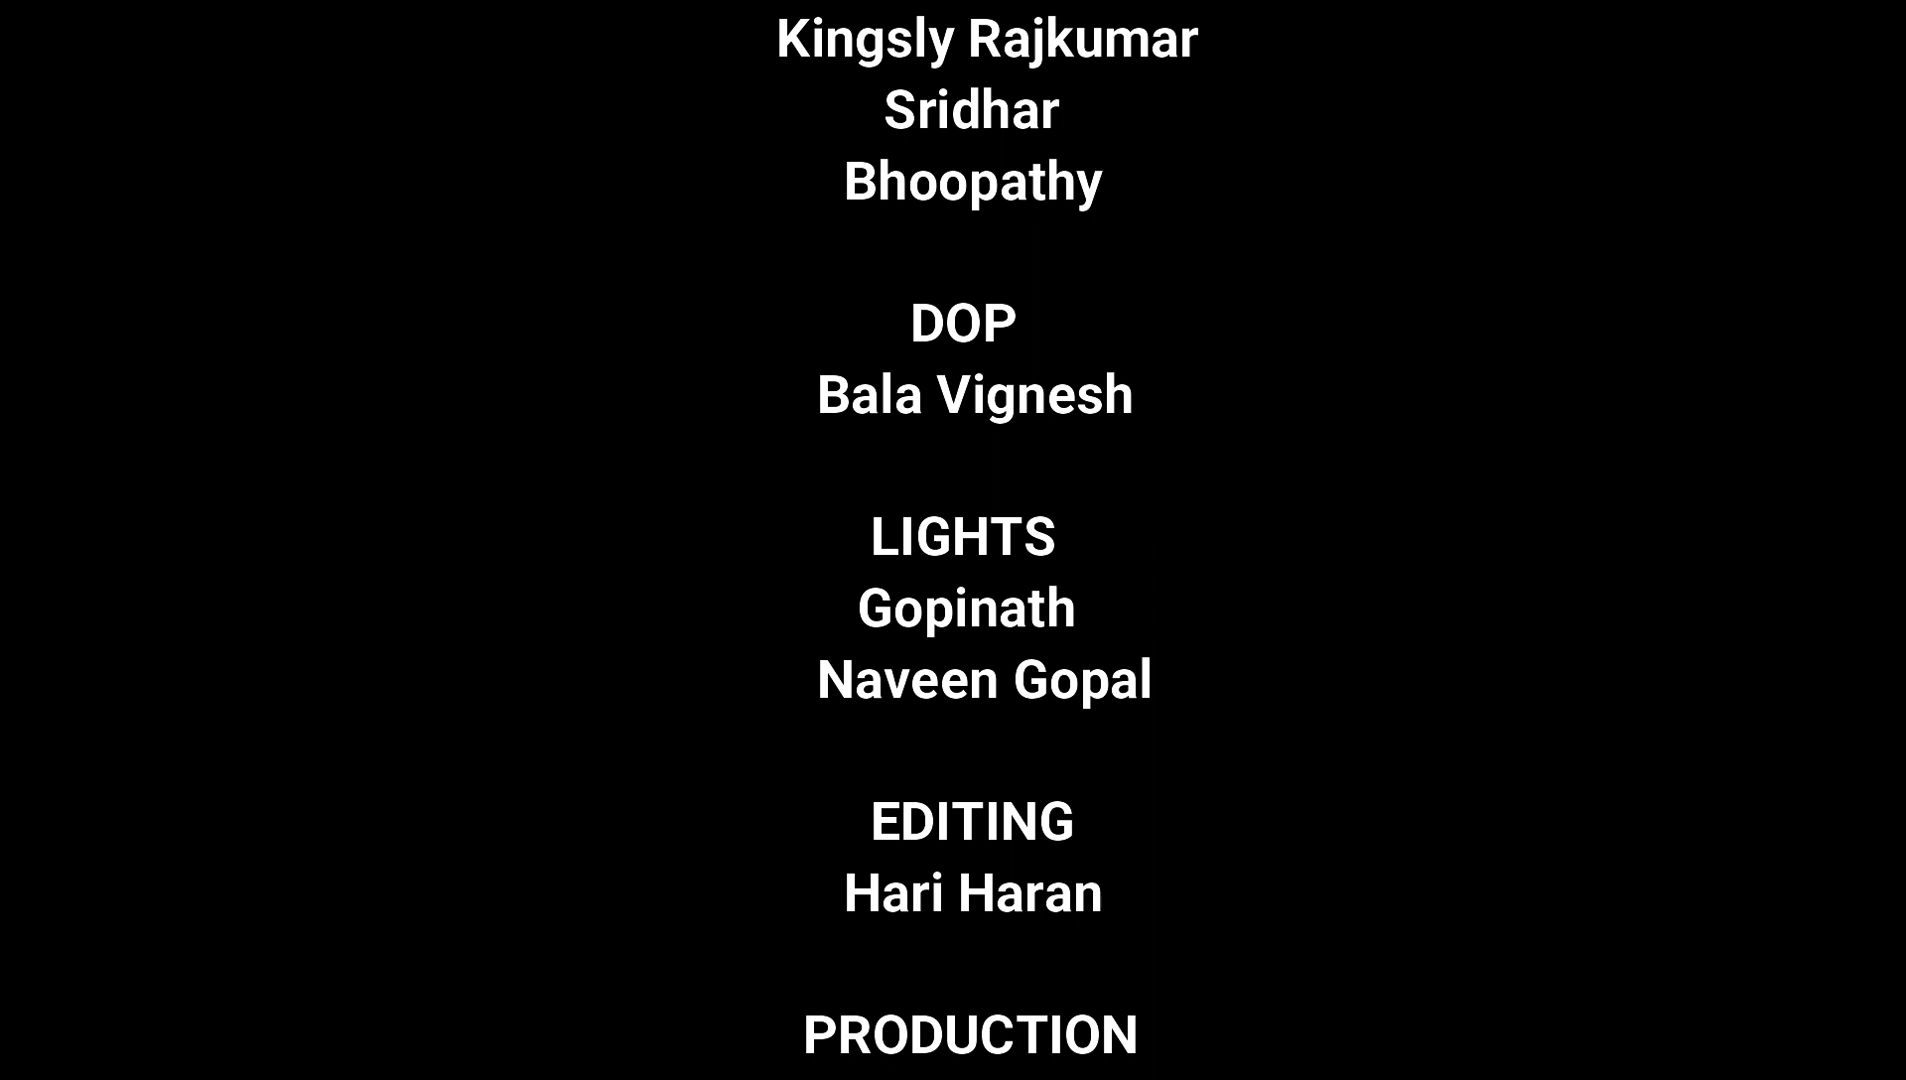 Kingsly Rajkumar
Sridhar
Bhoopathy
DOP
Bala Vignesh
LIGHTS
Gopinath
Naveen Gopal
EDITING
Hari Haran
PRODUCTION